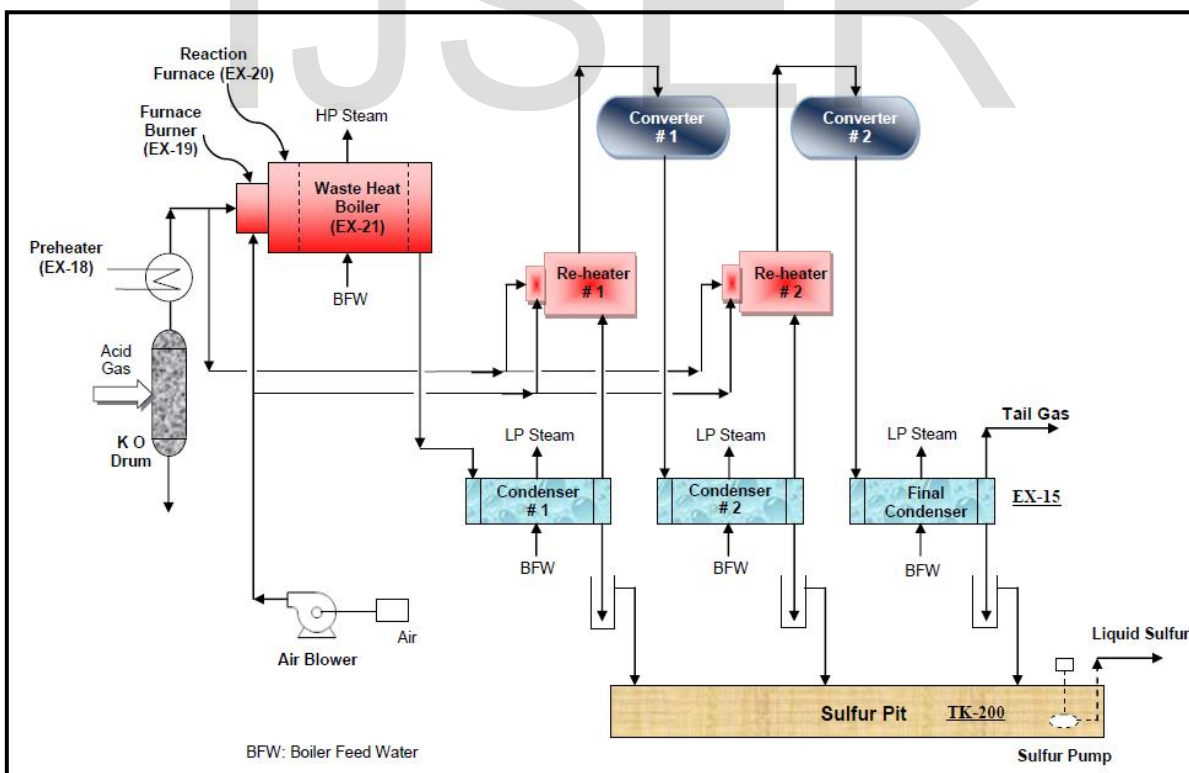 IJSER
Reaction
Furnace (EX-20)
Furnace
Burner
(EX-19)
HP Steam
Converter
# 1
Converter
# 2
Waste Heat
Boiler
(EX-21)
Preheater
(EX-18)
BFW
Re-heater
# 1
Re-heater
# 2
Acid
Gas
K O
Drum
LP Steam
LP Steam
LP Steam
Tail Gas
Condenser
# 1
Condenser
# 2
Final
Condenser
EX-15
BFW
BFW
BFW
Air
Air Blower
Liquid Sulfur
Sulfur Pit
TK-200
Sulfur Pump
BFW: Boiler Feed Water